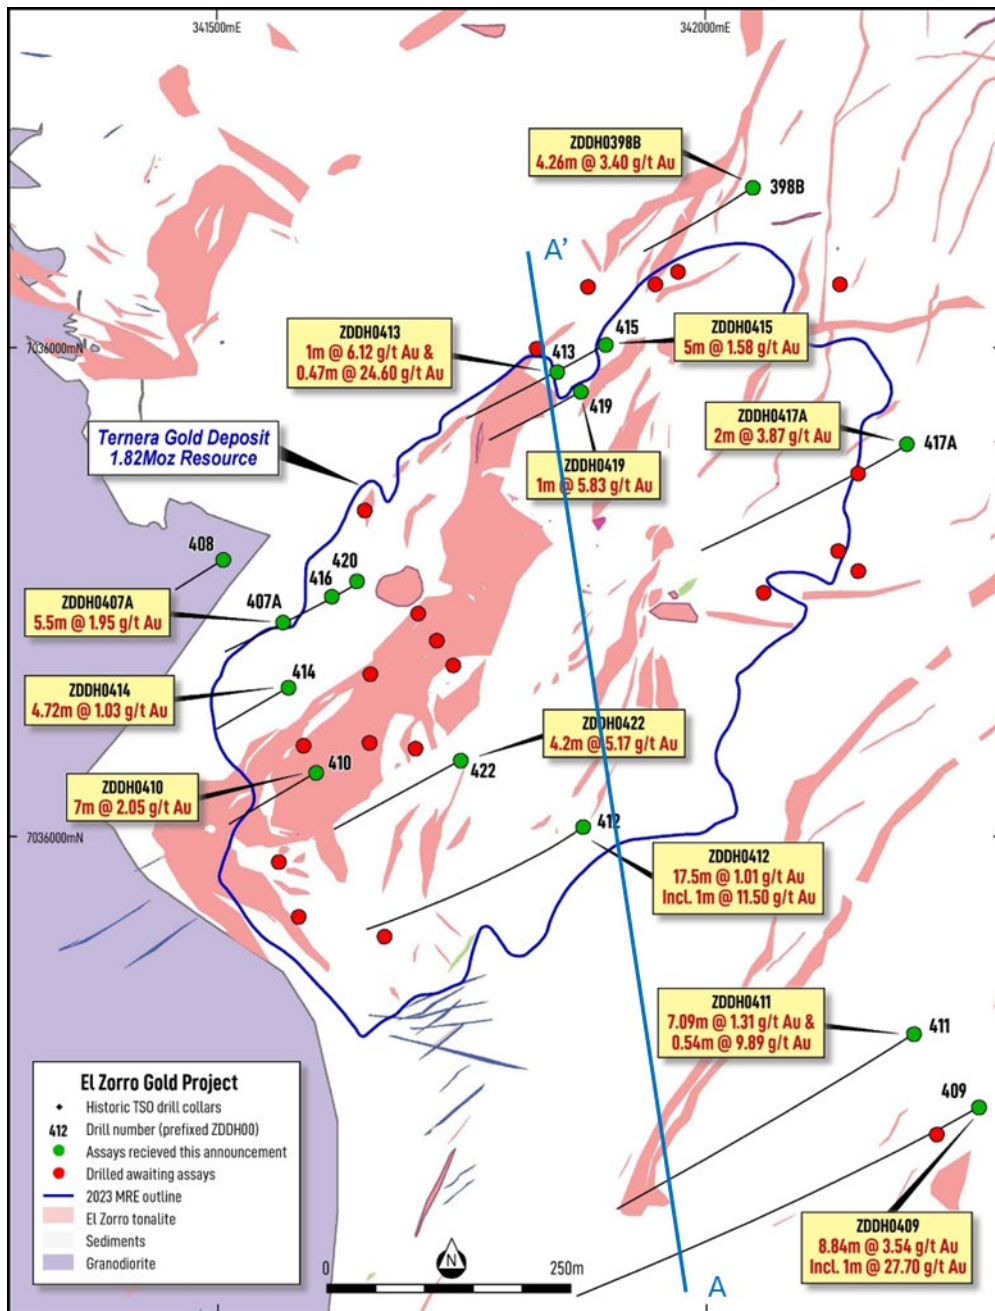 341500mE
342000mE
ZDDH0398B
4.26m @ 3.40 g/t Au
398B
A'
ZDDH0413
1m @ 6.12 g/t Au &
0.47m @ 24.60 g/t Au
415
ZDDH0415
5m @ 1.58 g/t Au
7036000mN
413
419
Ternera Gold Deposit
1.82Moz Resource
ZDDH0417A
2m @ 3.87 g/t Au
417A
ZDDH0419
1m @ 5.83 g/t Au
408
420
416
ZDDH0407A
5.5m @ 1.95 g/t Au
407A
ZDDH0414
4.72m @ 1.03 g/t Au
414
ZDDH0422
4.2m @ 5.17 g/t Au
ZDDH0410
7m @ 2.05 g/t Au
410
422
7036000mN
412
ZDDH0412
17.5m @ 1.01 g/t Au
Incl. 1m @ 11.50 g/t Au
ZDDH0411
7.09m @ 1.31 g/t Au &
0.54m @ 9.89 g/t Au
411
409
El Zorro Gold Project
Historic TSO drill collars
412 Drill number (prefixed ZDDH00)
Assays recieved this announcement
Drilled awaiting assays
2023 MRE outline
El Zorro tonalite
Sediments
Granodiorite
N
0 250m
A
ZDDH0409
8.84m @ 3.54 g/t Au
Incl. 1m @ 27.70 g/t Au